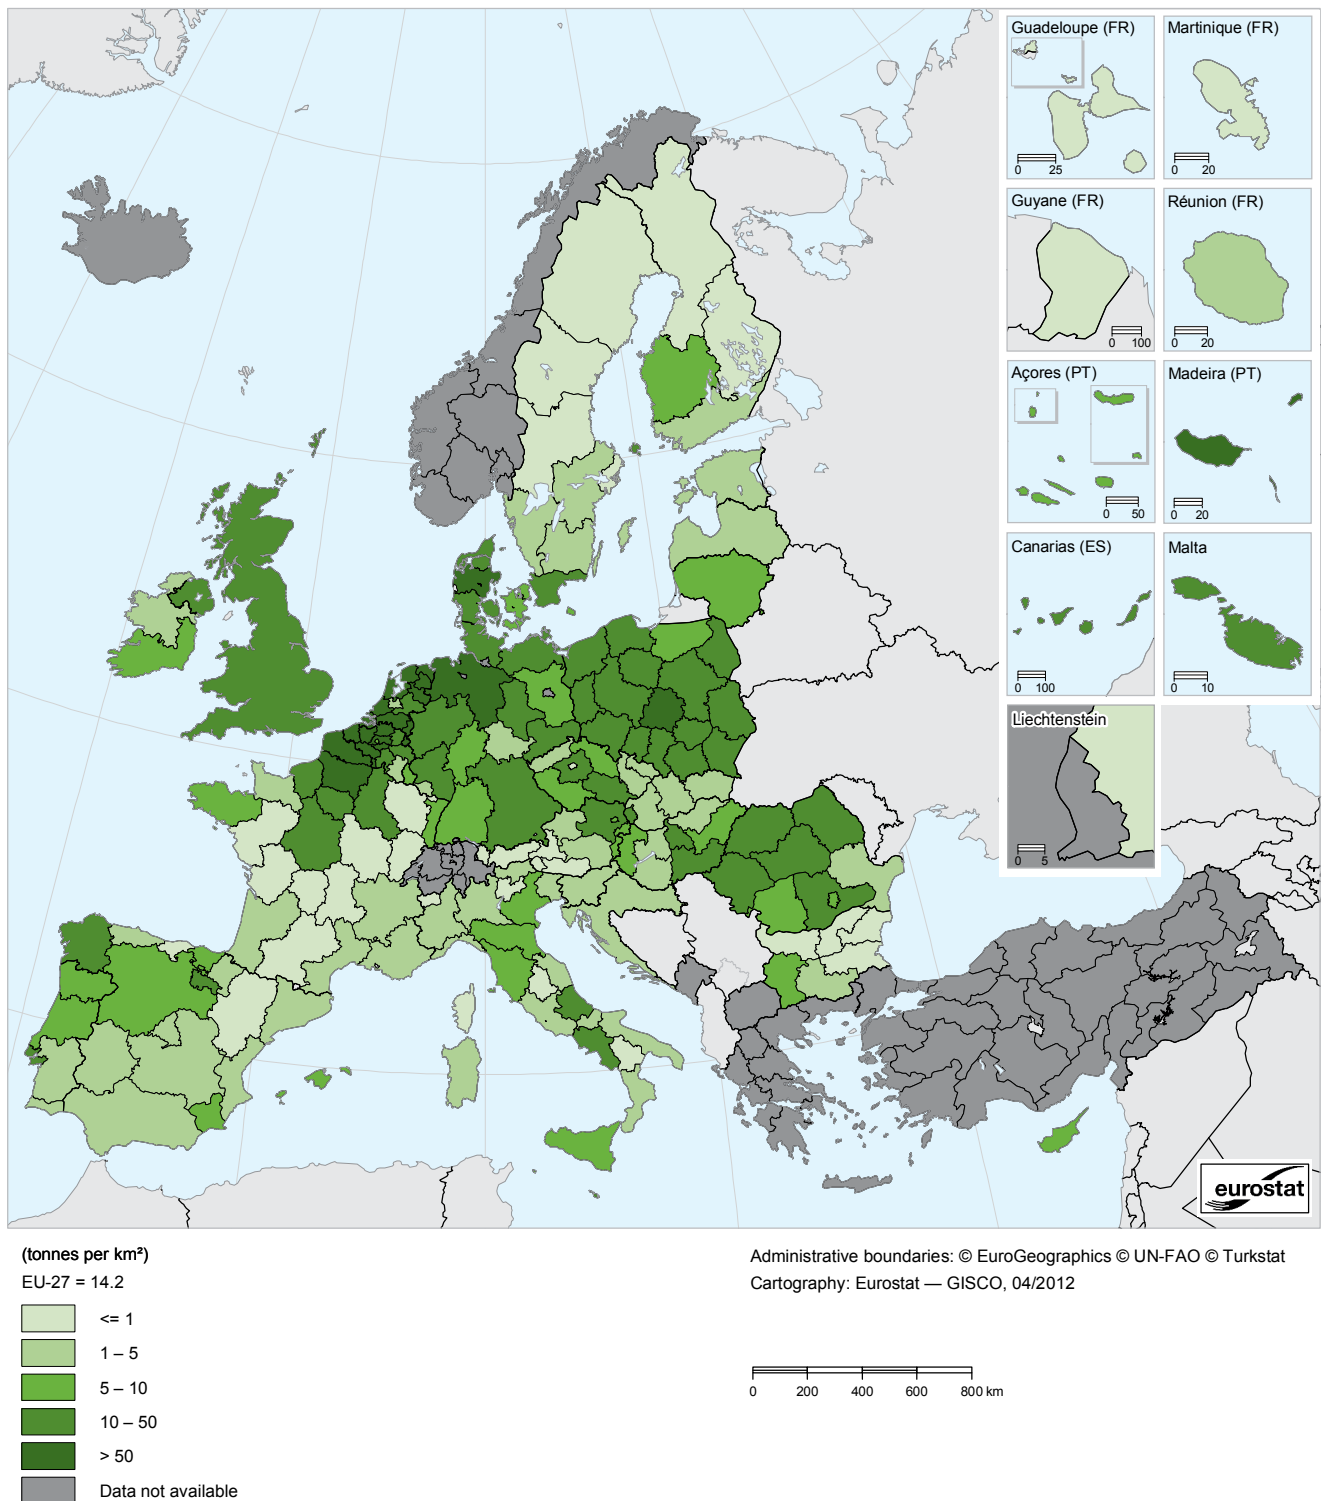 Guadeloupe (FR)
0 25
Martinique (FR)
0 20
Guyane (FR)
0 100
Réunion (FR)
0 20
Açores (PT)
0 50
Madeira (PT)
0 20
Canarias (ES)
0 100
Malta
0 10
Liechtenstein
0 5
eurostat
(tonnes per km²)
EU-27 = 14.2
<= 1
1 – 5
5 – 10
10 – 50
> 50
Data not available
Administrative boundaries: © EuroGeographics © UN-FAO © Turkstat
Cartography: Eurostat — GISCO, 04/2012
0 200 400 600 800 km